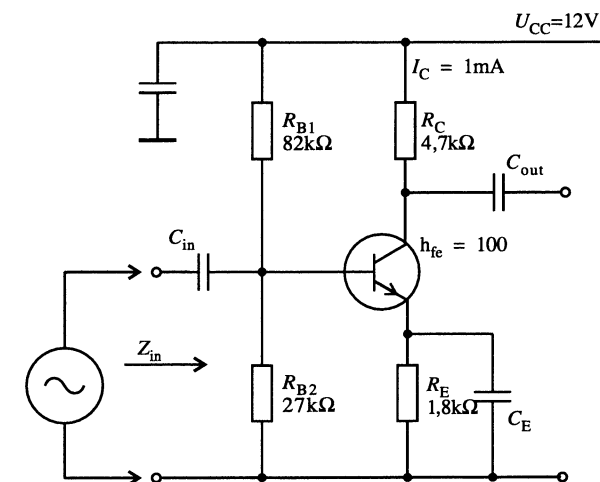 U_CC=12V
I_C = 1mA
R_B1
82kΩ
R_C
4,7kΩ
C_out
C_in
h_fe = 100
Z_in
R_B2
27kΩ
R_E
1,8kΩ
C_E